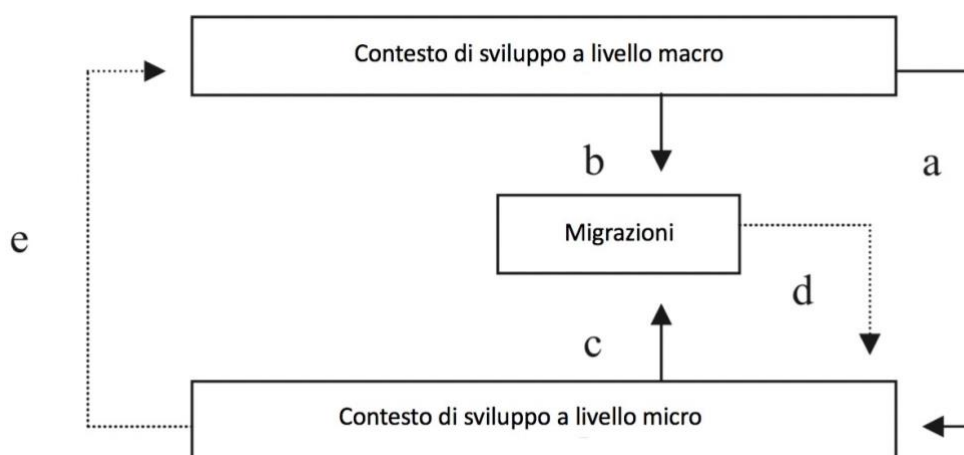 Contesto di sviluppo a livello macro
b
a
Migrazioni
e
d
c
Contesto di sviluppo a livello micro